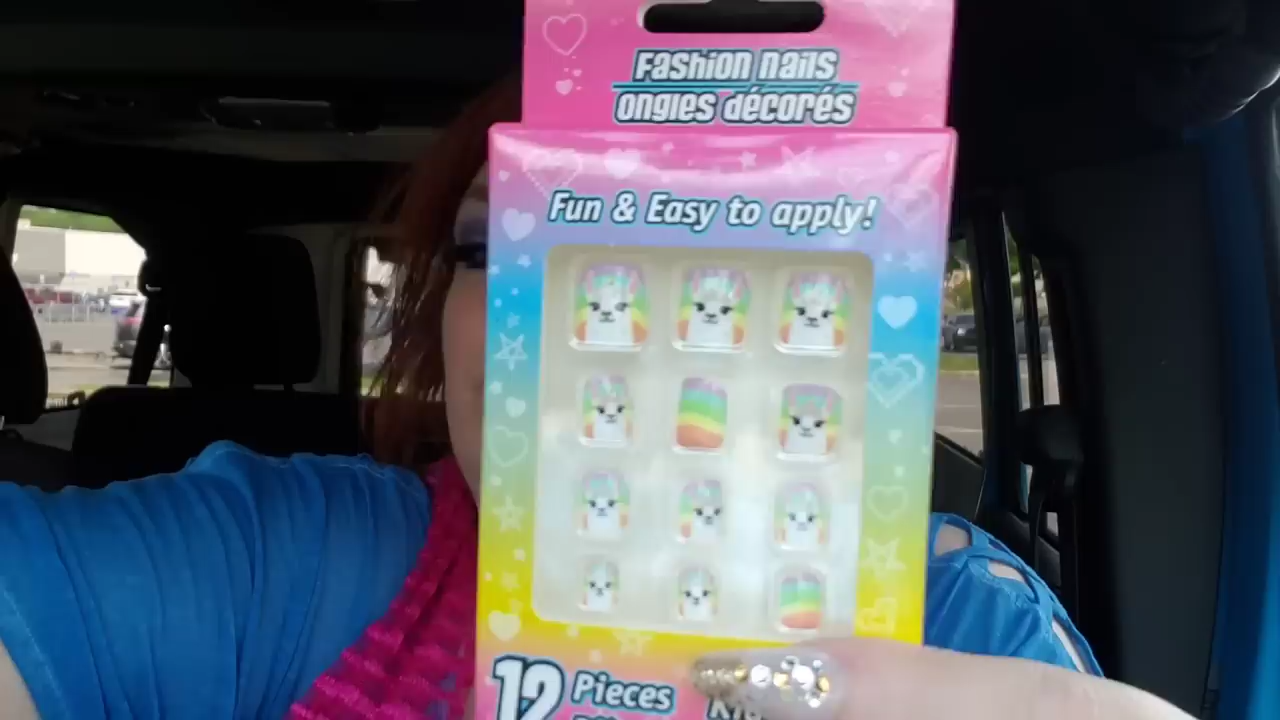 Fashion nails
ongles décorés
Fun & Easy to apply!
12 Pieces